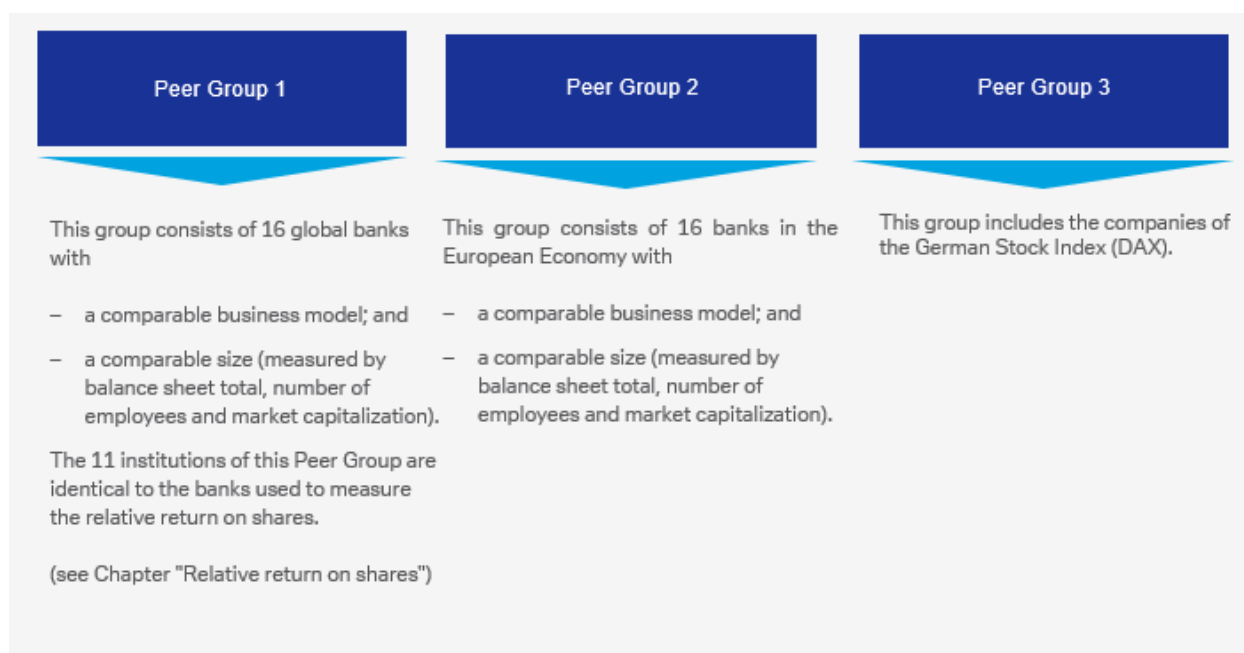 Peer Group 1
This group consists of 16 global banks
with
– a comparable business model; and
– a comparable size (measured by
balance sheet total, number of
employees and market capitalization).
The 11 institutions of this Peer Group are
identical to the banks used to measure
the relative return on shares.
(see Chapter "Relative return on shares")
Peer Group 2
This group consists of 16 banks in the
European Economy with
– a comparable business model; and
– a comparable size (measured by
balance sheet total, number of
employees and market capitalization).
Peer Group 3
This group includes the companies of
the German Stock Index (DAX).